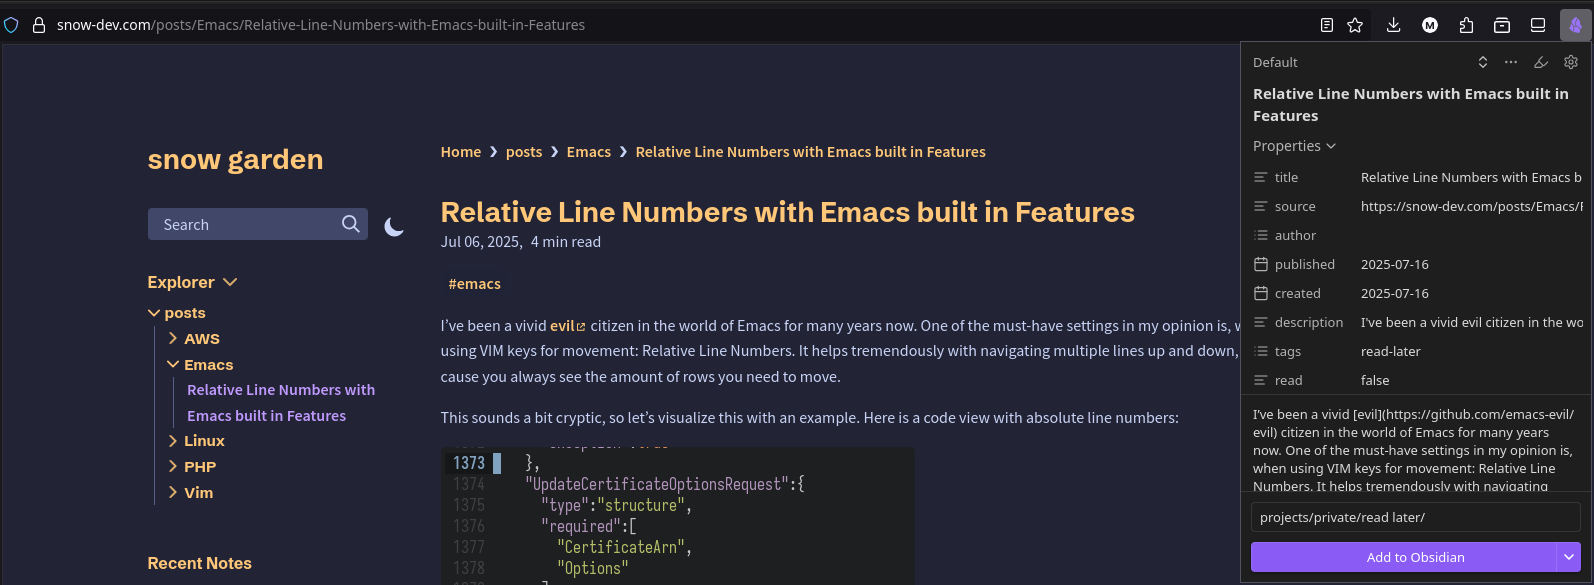 snow-dev.com/posts/Emacs/Relative-Line-Numbers-with-Emacs-built-in-Features
M
snow garden
Search
Explorer
posts
AWS
Emacs
Relative Line Numbers with
Emacs built in Features
Linux
PHP
Vim
Recent Notes
Home ❯ posts ❯ Emacs ❯ Relative Line Numbers with Emacs built in Features
Relative Line Numbers with Emacs built in Features
Jul 06, 2025, 4 min read
#emacs
I've been a vivid evil citizen in the world of Emacs for many years now. One of the must-have settings in my opinion is, w
using VIM keys for movement: Relative Line Numbers. It helps tremendously with navigating multiple lines up and down,
cause you always see the amount of rows you need to move.
This sounds a bit cryptic, so let's visualize this with an example. Here is a code view with absolute line numbers:
1373 },
1374 "UpdateCertificateOptionsRequest":{
1375 "type":"structure",
1376 "required":[
1377 "CertificateArn",
1378 "Options"
Default
Relative Line Numbers with Emacs built in
Features
Properties
title Relative Line Numbers with Emacs b
source https://snow-dev.com/posts/Emacs/
author
published 2025-07-16
created 2025-07-16
description I've been a vivid evil citizen in the wo
tags read-later
read false
I've been a vivid [evil](https://github.com/emacs-evil/
evil) citizen in the world of Emacs for many years
now. One of the must-have settings in my opinion is,
when using VIM keys for movement: Relative Line
Numbers. It helps tremendously with navigating
projects/private/read later/
Add to Obsidian